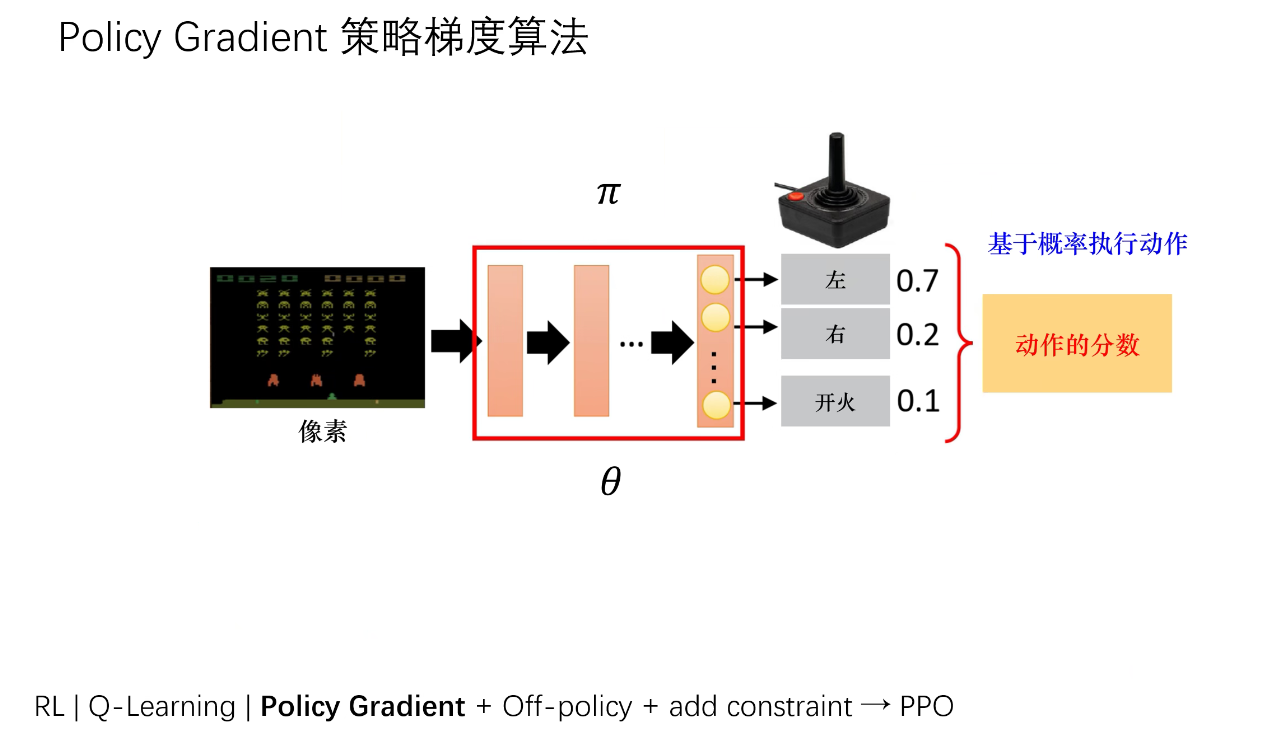 Policy Gradient 策略梯度算法
π
基于概率执行动作
左 0.7
右 0.2
动作的分数
...
开火 0.1
像素
θ
RL | Q-Learning | Policy Gradient + Off-policy + add constraint → PPO